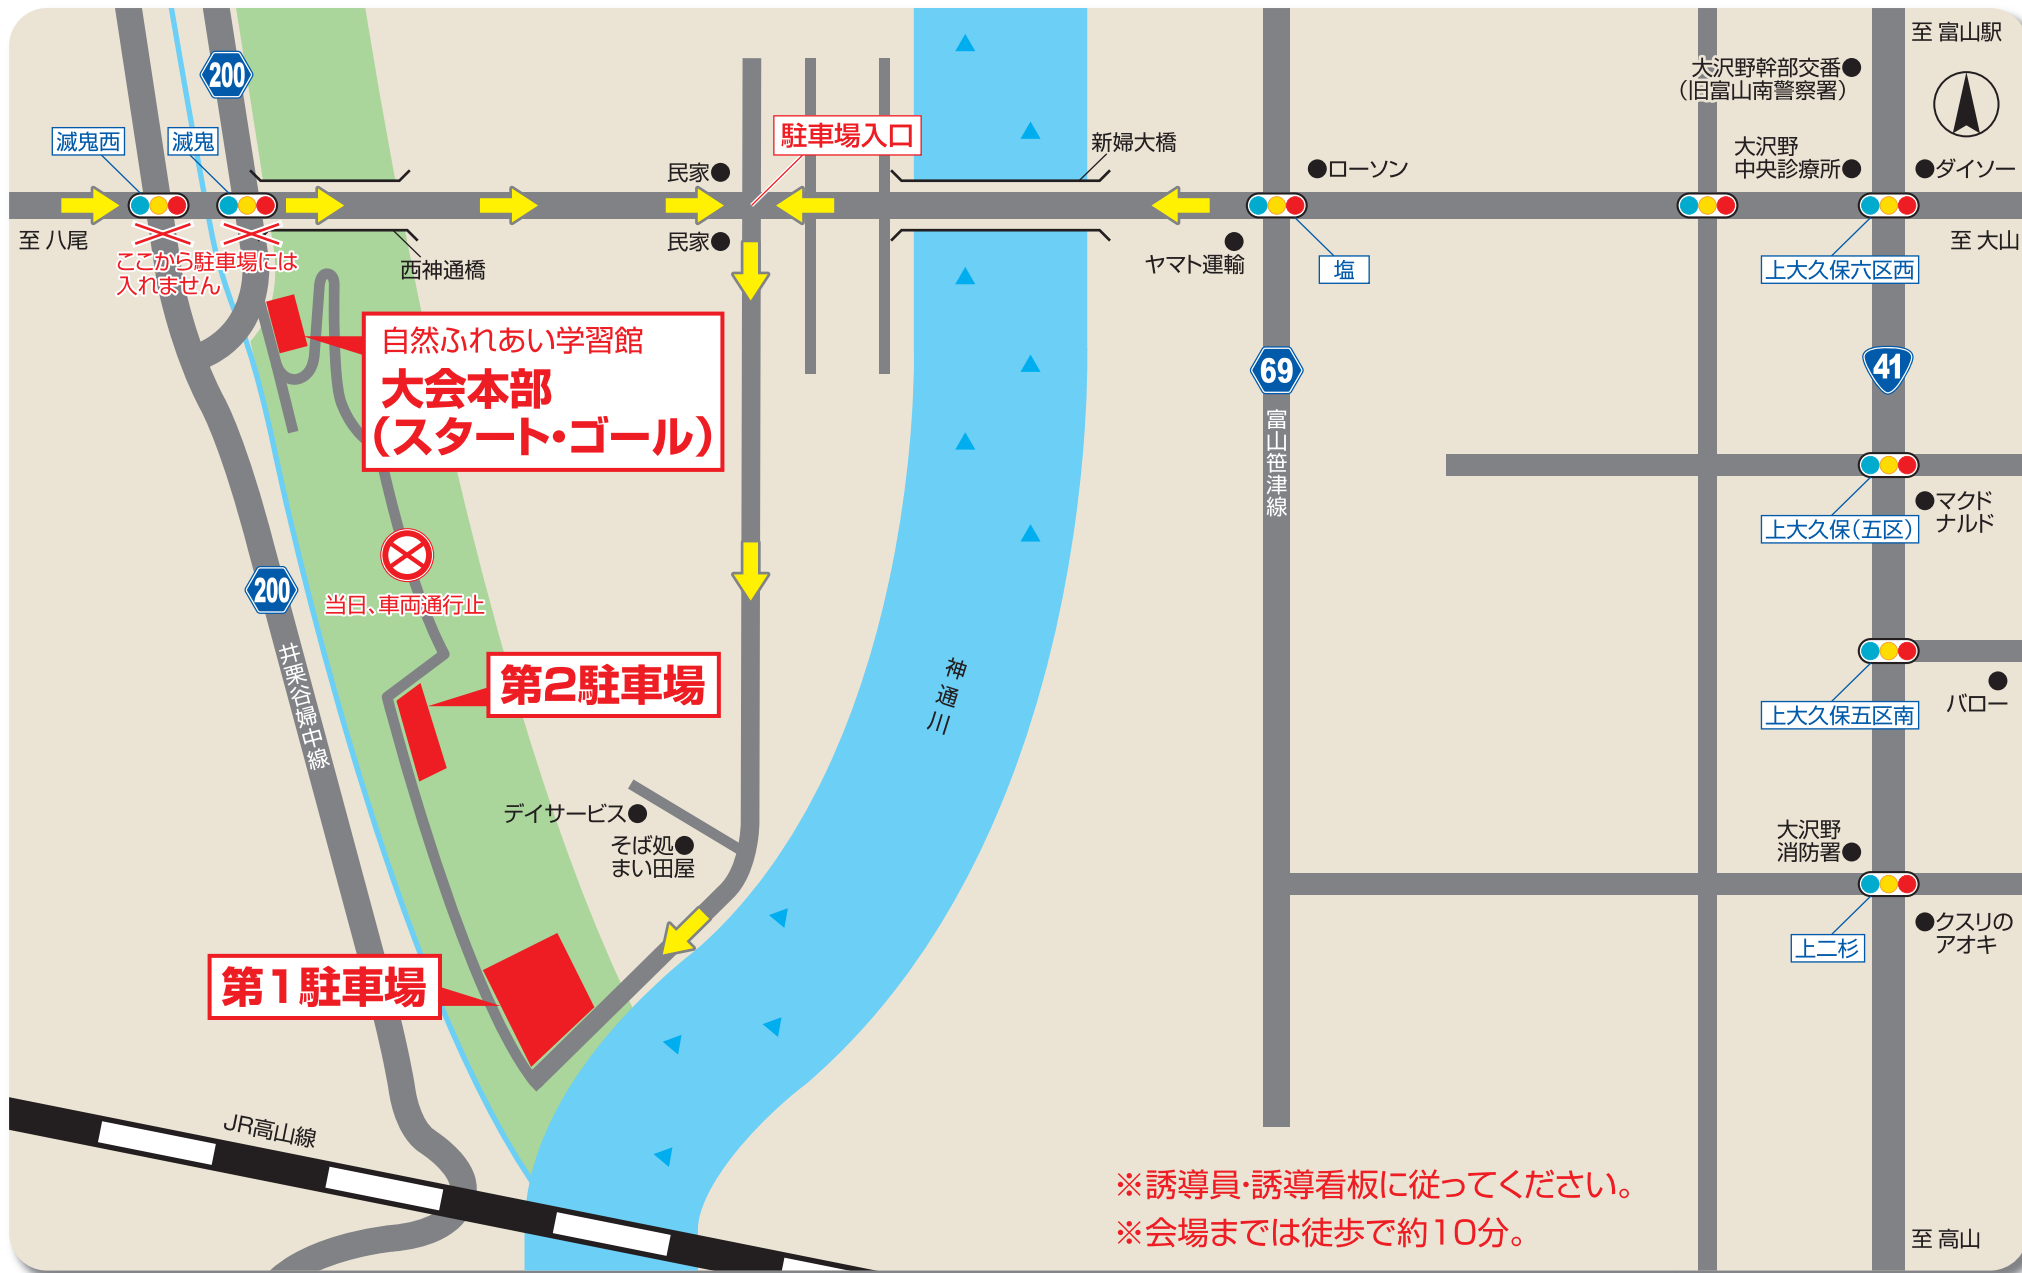 至 富山駅
200
大沢野幹部交番
（旧富山南警察署）
滅鬼西
滅鬼
駐車場入口
新婦大橋
民家
ローソン
大沢野
中央診療所
ダイソー
至 八尾
民家
至 大山
ここから駐車場には
入れません
西神通橋
ヤマト運輸
塩
上大久保六区西
自然ふれあい学習館
大会本部
（スタート・ゴール）
69
富山笹津線
41
マクド
ナルド
上大久保（五区）
200
当日、車両通行止
井栗谷婦中線
第2駐車場
神通川
バロー
上大久保五区南
デイサービス
そば処
まい田屋
大沢野
消防署
第1駐車場
クスリの
アオキ
上二杉
JR高山線
※誘導員・誘導看板に従ってください。
※会場までは徒歩で約10分。
至 高山